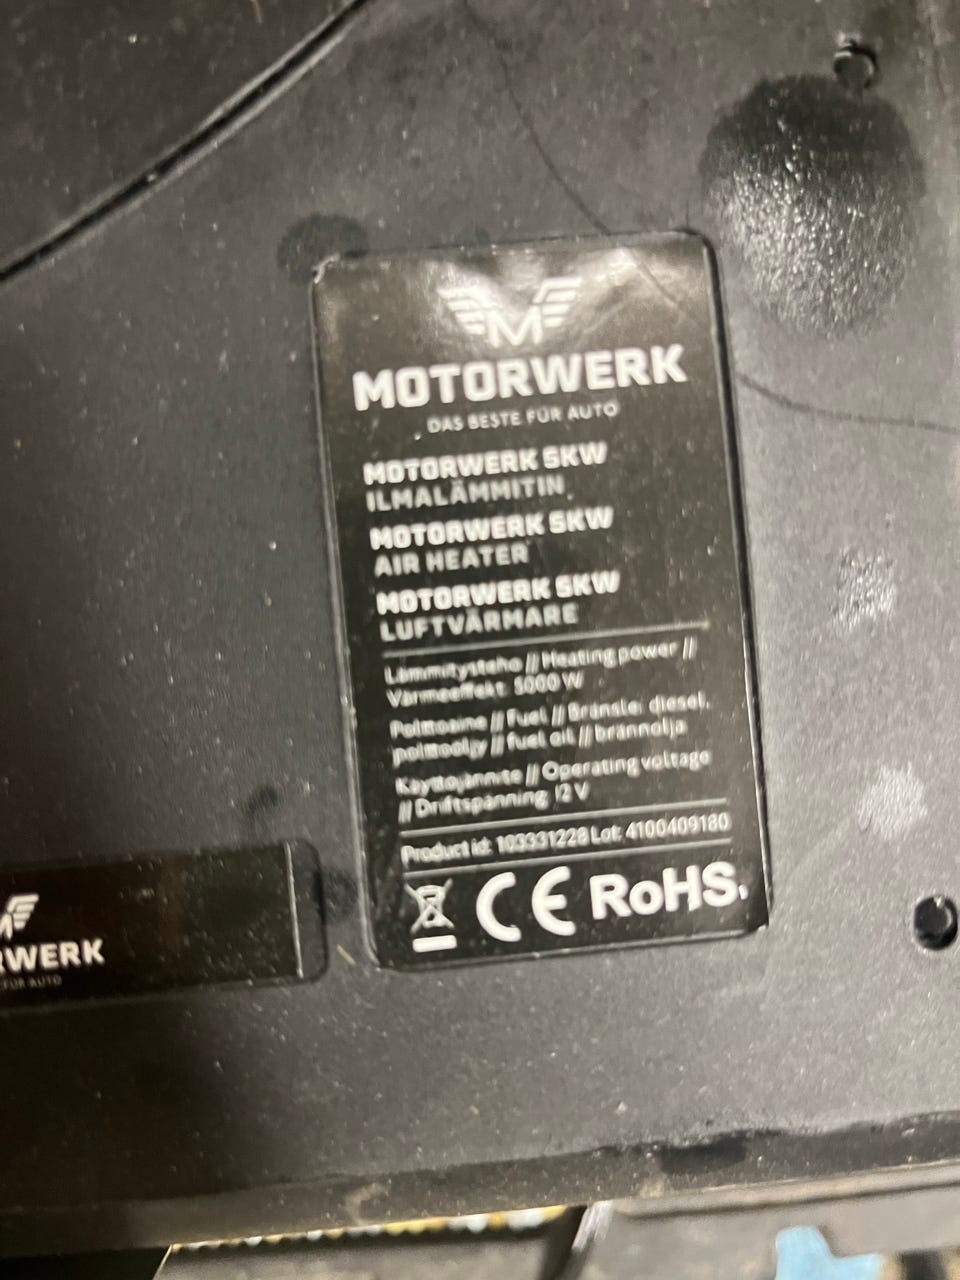 M
MOTORWERK
DAS BESTE FÜR AUTO
MOTORWERK 5KW
ILMALÄMMITIN
MOTORWERK 5KW
AIR HEATER
MOTORWERK 5KW
LUFTVÄRMARE
Lämmitysteho // Heating power //
Värmeeffekt: 5000 W
Polttoaine // Fuel // Bränsle: diesel,
polttoöljy // fuel oil // brännolja
Käyttöjännite // Operating voltage
// Driftspänning: 12 V
Product id: 103331228 Lot: 4100409180
CE RoHS
M
RWERK
FÜR AUTO